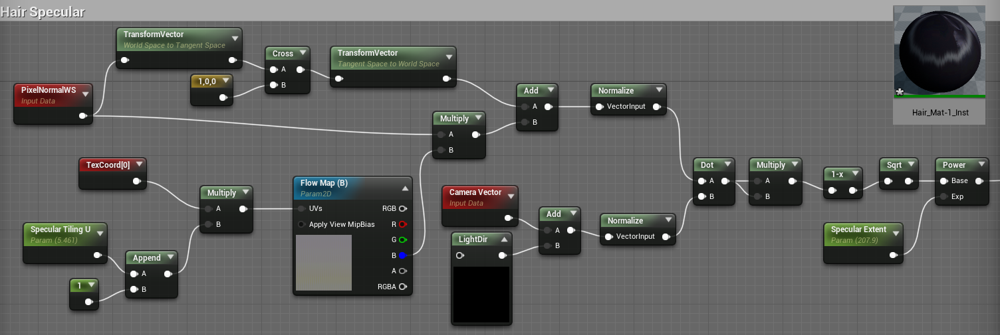 Hair Specular
TransformVector
World Space to Tangent Space
Cross
A
B
TransformVector
Tangent Space to World Space
1,0,0
PixelNormalWS
Input Data
Add
A
B
Normalize
VectorInput
Hair_Mat-1_Inst
Multiply
A
B
TexCoord[0]
Multiply
A
B
Flow Map (B)
Param2D
UVs
RGB
Apply View MipBias
R
G
B
A
RGBA
Camera Vector
Input Data
Add
A
B
Normalize
VectorInput
LightDir
Dot
A
B
Multiply
A
B
1-x
Sqrt
Power
Base
Exp
Specular Tiling U
Param (5.461)
Append
A
B
1
Specular Extent
Param (207.9)